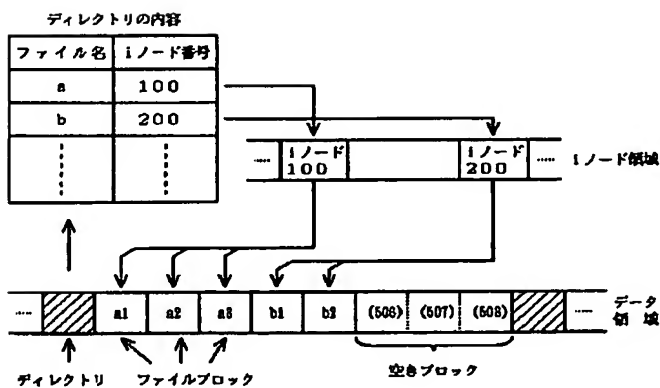 ディレクトリの内容
ファイル名 iノード番号
a 100
b 200
iノード 100
iノード 200
iノード領域
a1 a2 a3 b1 b2 (506) (507) (508)
データ領域
ディレクトリ ファイルブロック 空きブロック